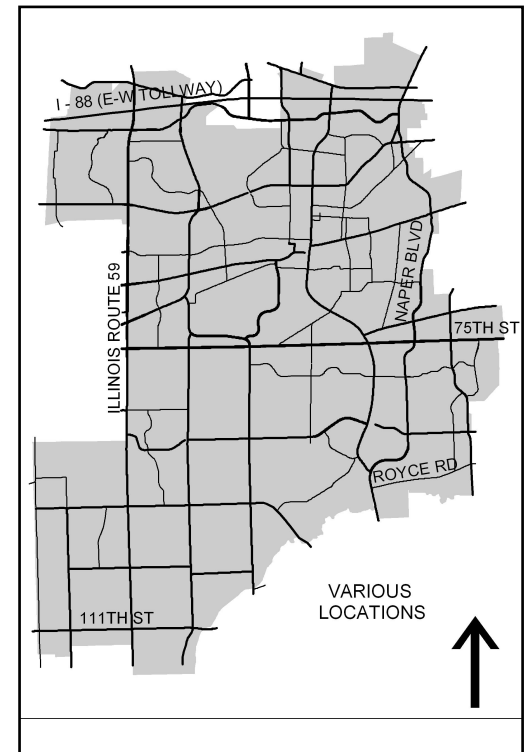 I - 88 (E-W TOLLWAY)
ILLINOIS ROUTE 59
NAPER BLVD
75TH ST
ROYCE RD
VARIOUS
LOCATIONS
111TH ST